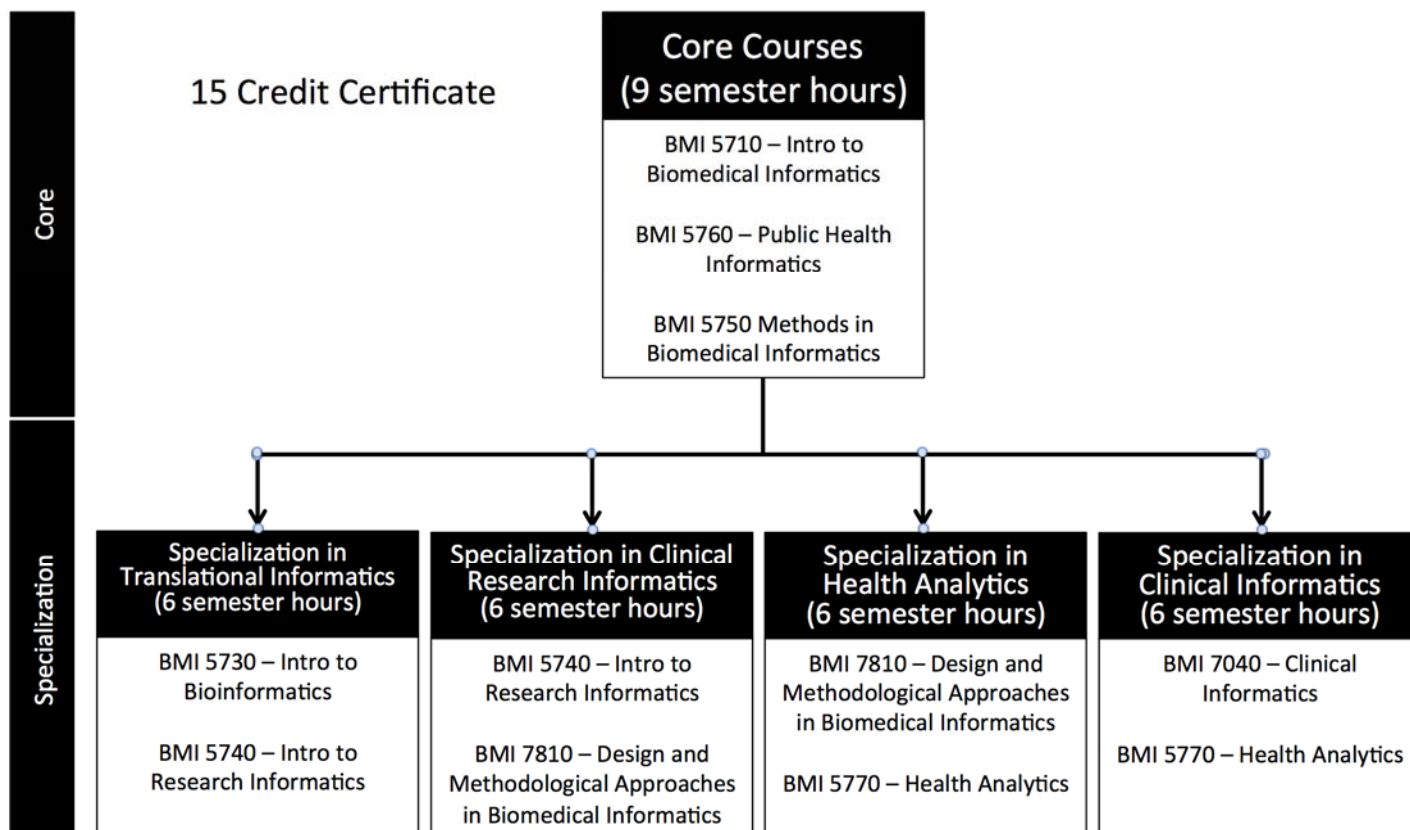 Core
15 Credit Certificate
Core Courses
(9 semester hours)
BMI 5710 – Intro to
Biomedical Informatics
BMI 5760 – Public Health
Informatics
BMI 5750 Methods in
Biomedical Informatics
Specialization
Specialization in
Translational Informatics
(6 semester hours)
BMI 5730 – Intro to
Bioinformatics
BMI 5740 – Intro to
Research Informatics
Specialization in Clinical
Research Informatics
(6 semester hours)
BMI 5740 – Intro to
Research Informatics
BMI 7810 – Design and
Methodological Approaches
in Biomedical Informatics
Specialization in
Health Analytics
(6 semester hours)
BMI 7810 – Design and
Methodological Approaches
in Biomedical Informatics
BMI 5770 – Health Analytics
Specialization in
Clinical Informatics
(6 semester hours)
BMI 7040 – Clinical
Informatics
BMI 5770 – Health Analytics